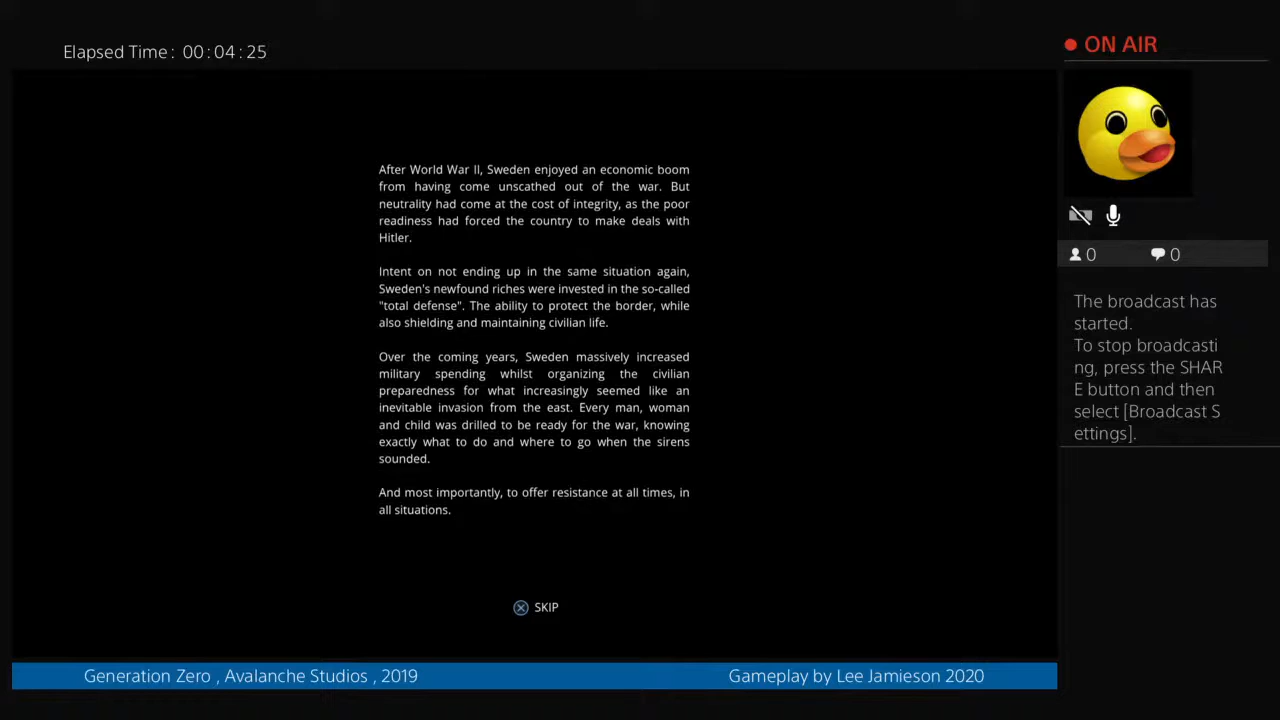 Elapsed Time: 00:04:25
ON AIR
After World War II, Sweden enjoyed an economic boom
from having come unscathed out of the war. But
neutrality had come at the cost of integrity, as the poor
readiness had forced the country to make deals with
Hitler.
Intent on not ending up in the same situation again,
Sweden's newfound riches were invested in the so-called
"total defense". The ability to protect the border, while
also shielding and maintaining civilian life.
Over the coming years, Sweden massively increased
military spending whilst organizing the civilian
preparedness for what increasingly seemed like an
inevitable invasion from the east. Every man, woman
and child was drilled to be ready for the war, knowing
exactly what to do and where to go when the sirens
sounded.
And most importantly, to offer resistance at all times, in
all situations.
SKIP
0 0
The broadcast has
started.
To stop broadcasti
ng, press the SHAR
E button and then
select [Broadcast S
ettings].
Generation Zero , Avalanche Studios , 2019
Gameplay by Lee Jamieson 2020